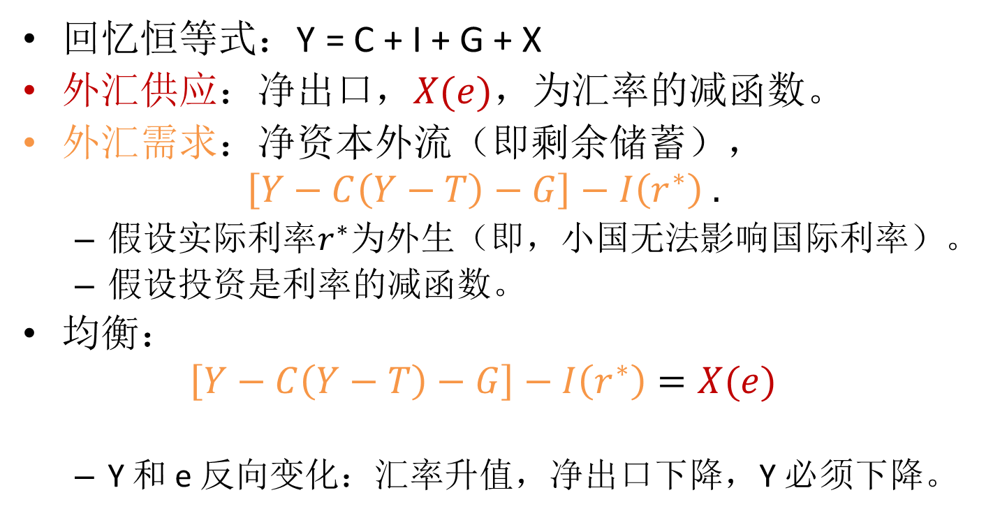 • 回忆恒等式：Y = C + I + G + X
• 外汇供应：净出口，X(e)，为汇率的减函数。
• 外汇需求：净资本外流（即剩余储蓄），
[Y − C(Y − T) − G] − I(r*) .
– 假设实际利率r*为外生（即，小国无法影响国际利率）。
– 假设投资是利率的减函数。
• 均衡：
[Y − C(Y − T) − G] − I(r*) = X(e)
– Y 和 e 反向变化：汇率升值，净出口下降，Y 必须下降。